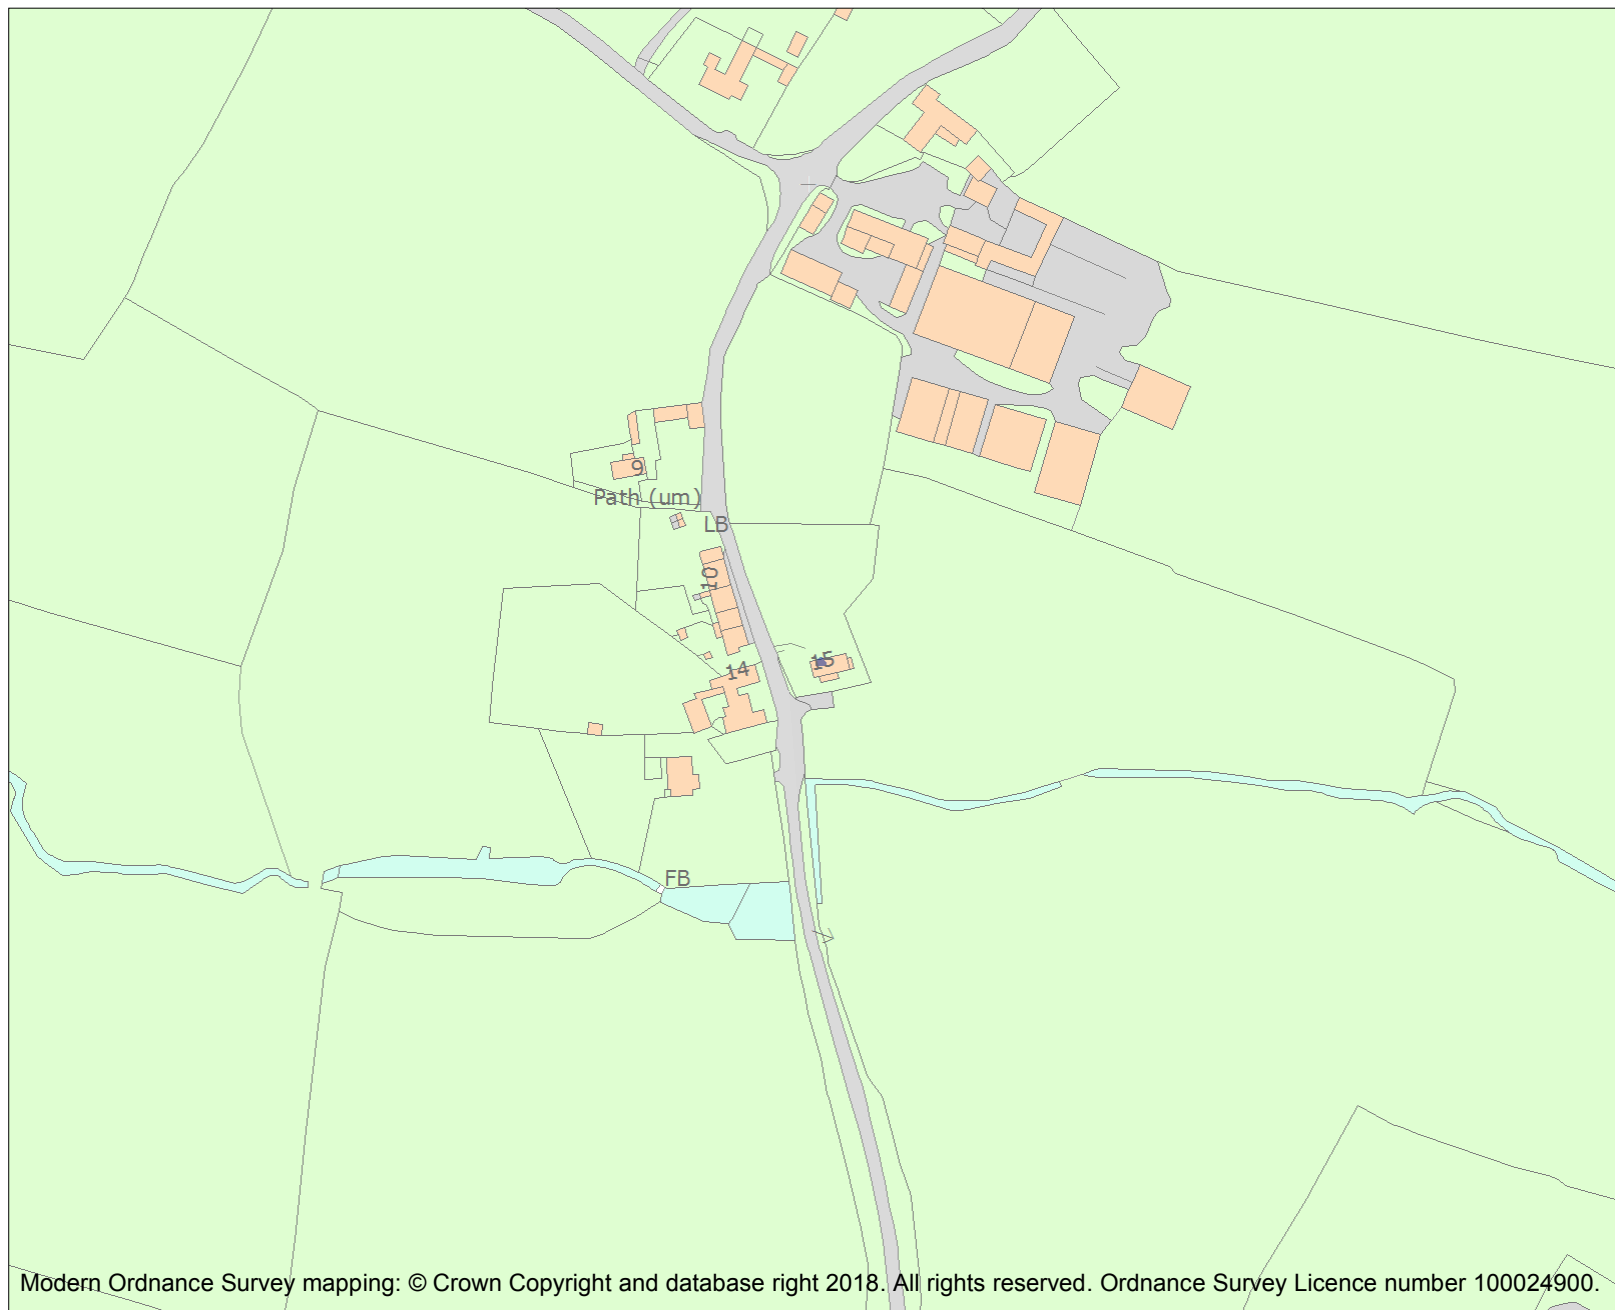 9
Path (um)
LB
10
15
14
FB
Modern Ordnance Survey mapping: © Crown Copyright and database right 2018. All rights reserved. Ordnance Survey Licence number 100024900.